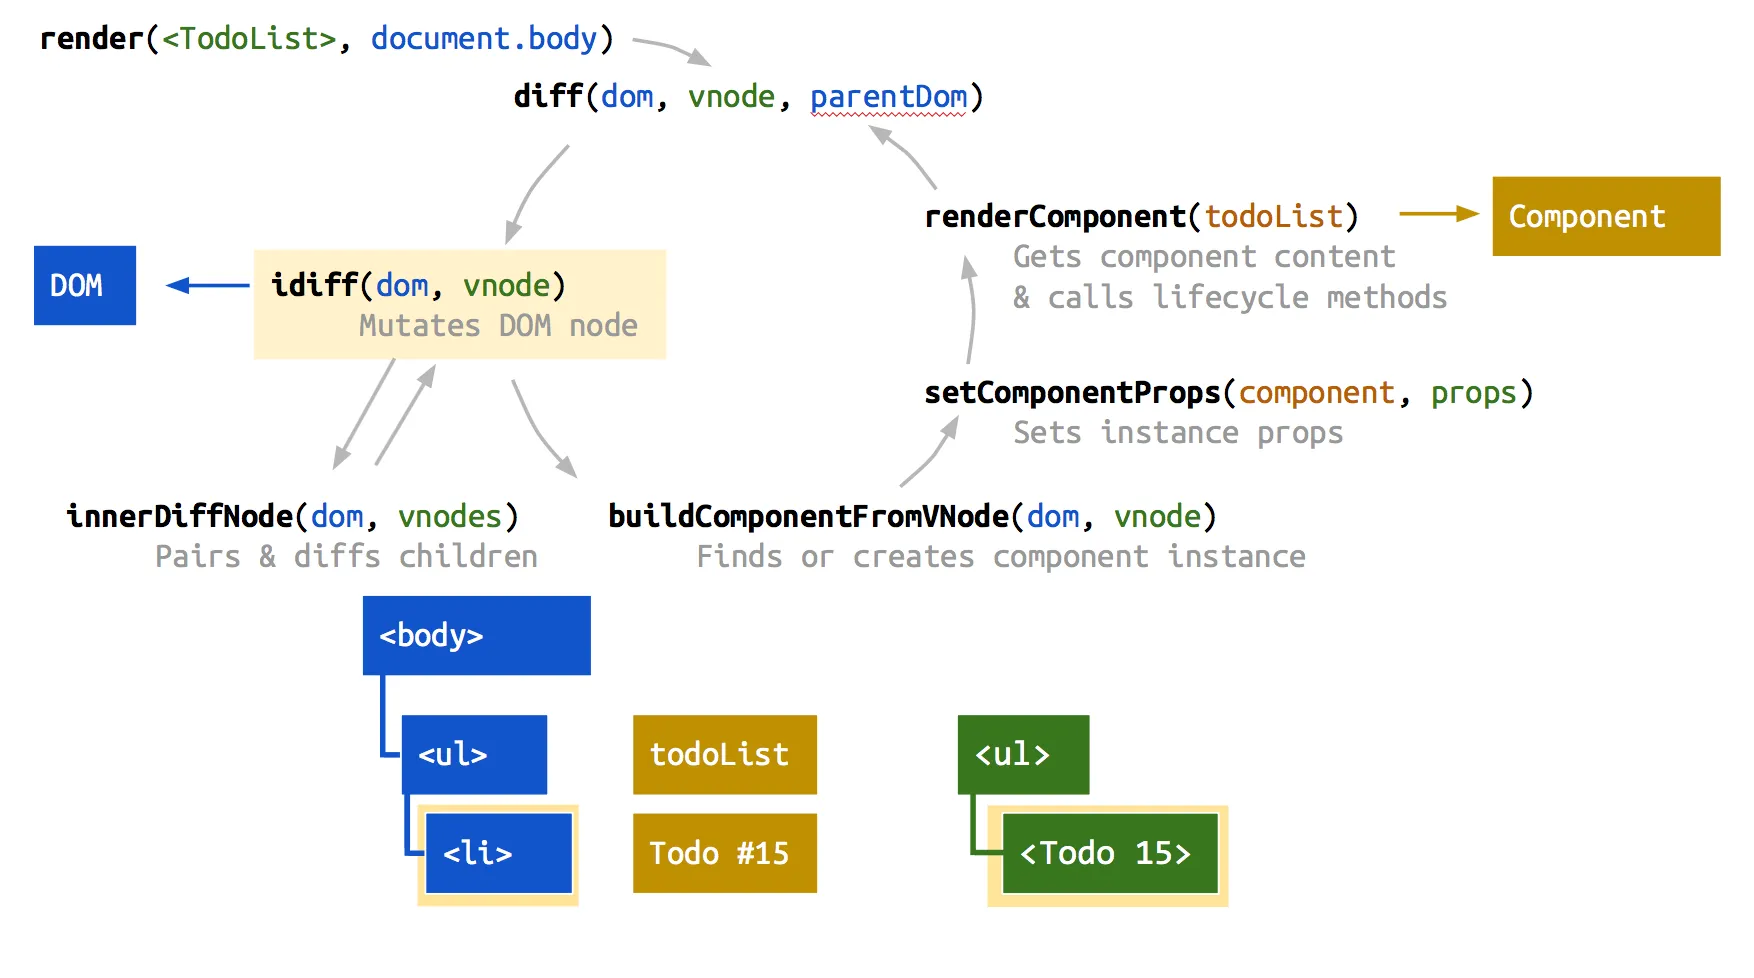 render(<TodoList>, document.body)
diff(dom, vnode, parentDom)
renderComponent(todoList)
Component
Gets component content
& calls lifecycle methods
DOM
idiff(dom, vnode)
Mutates DOM node
setComponentProps(component, props)
Sets instance props
innerDiffNode(dom, vnodes)
Pairs & diffs children
buildComponentFromVNode(dom, vnode)
Finds or creates component instance
<body>
<ul>
todoList
<ul>
<li>
Todo #15
<Todo 15>